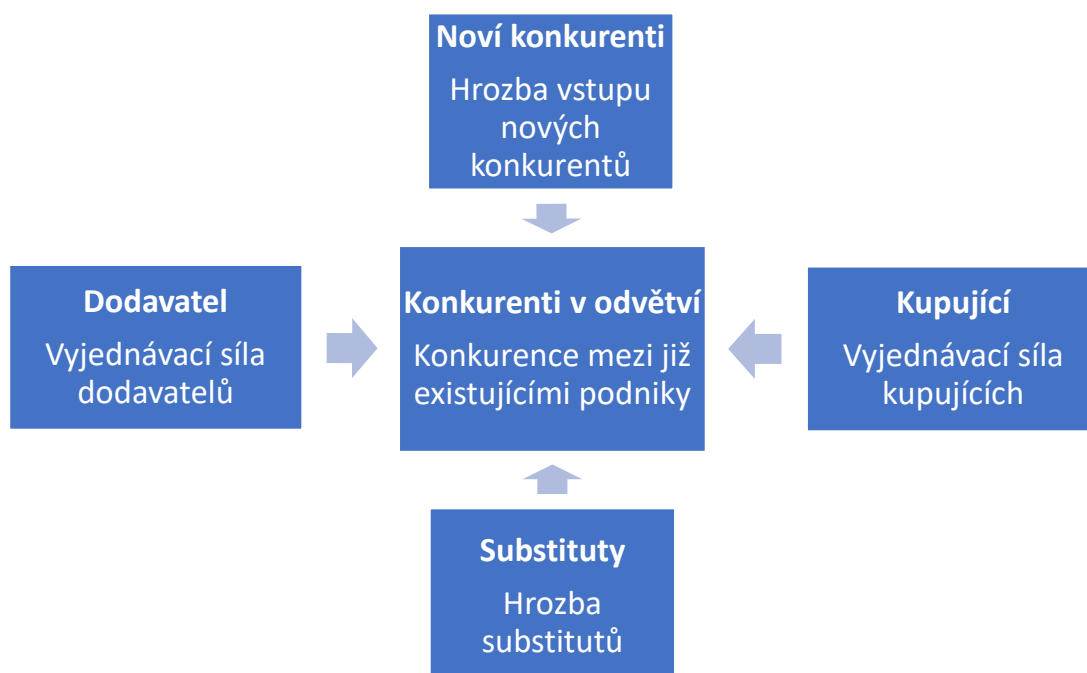 Noví konkurenti
Hrozba vstupu
nových
konkurentů
Dodavatel
Vyjednávací síla
dodavatelů
Konkurenti v odvětví
Konkurence mezi již
existujícími podniky
Kupující
Vyjednávací síla
kupujících
Substituty
Hrozba
substitutů